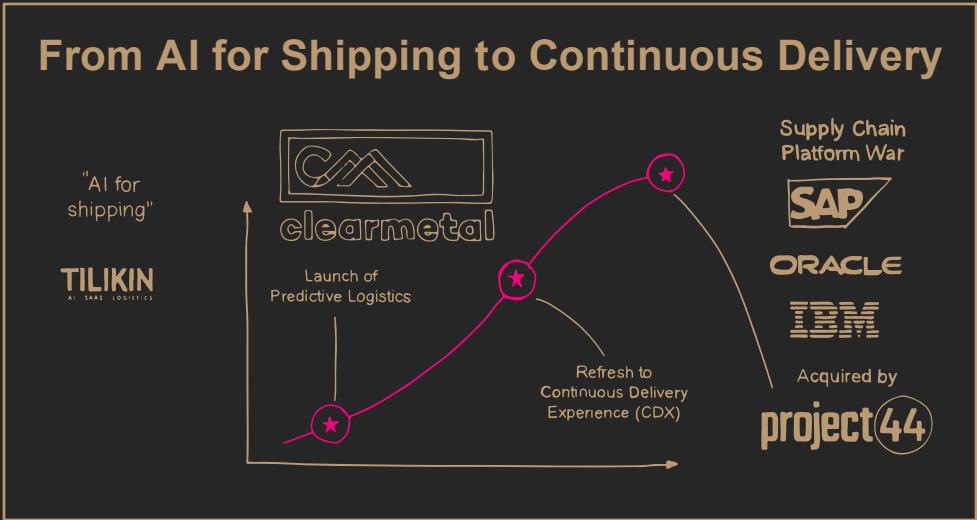 From AI for Shipping to Continuous Delivery
"AI for
shipping"
TILIKIN
AI SAAS LOGISTICS
CM
clearmetal
Launch of
Predictive Logistics
Refresh to
Continuous Delivery
Experience (CDX)
Supply Chain
Platform War
SAP
ORACLE
IBM
Acquired by
project44